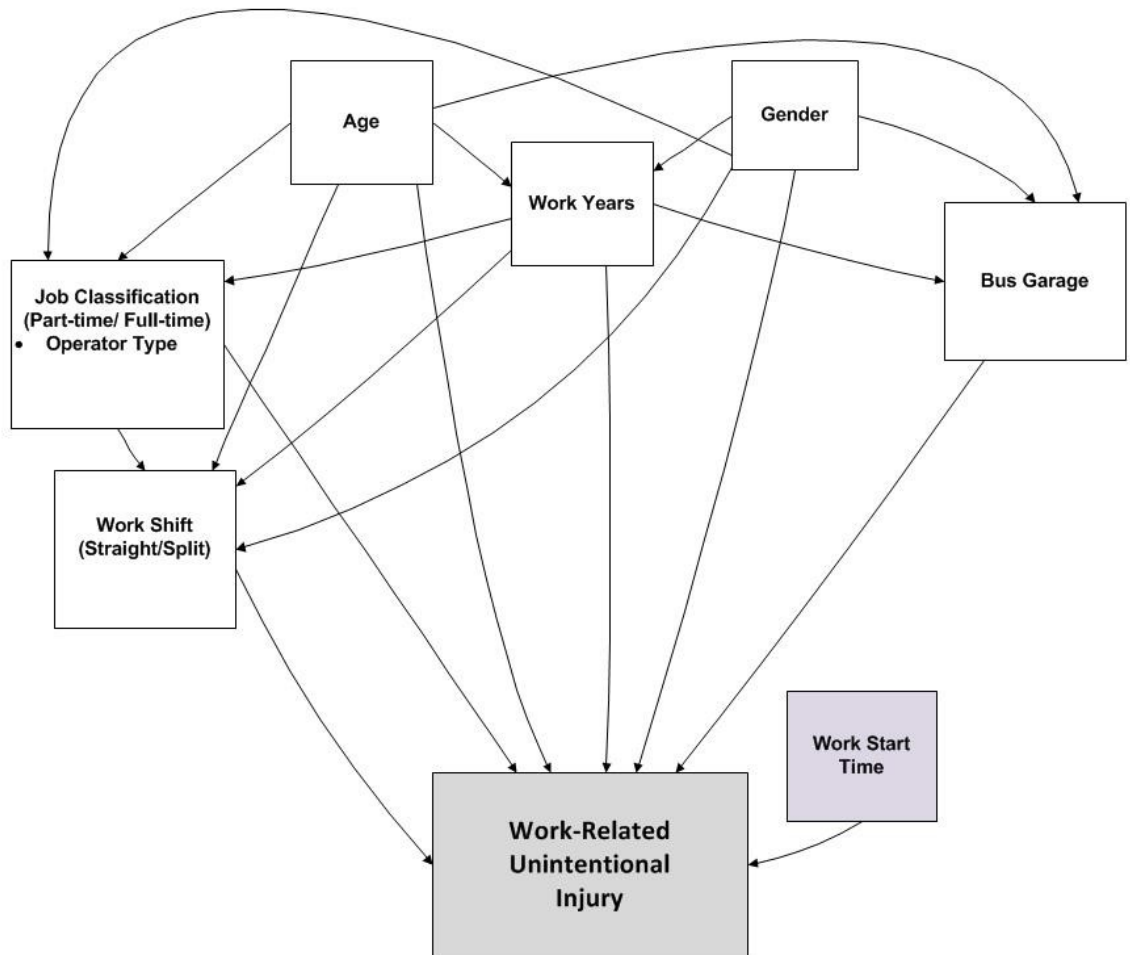 Age
Gender
Work Years
Bus Garage
Job Classification
(Part-time/ Full-time)
• Operator Type
Work Shift
(Straight/Split)
Work Start
Time
Work-Related
Unintentional
Injury